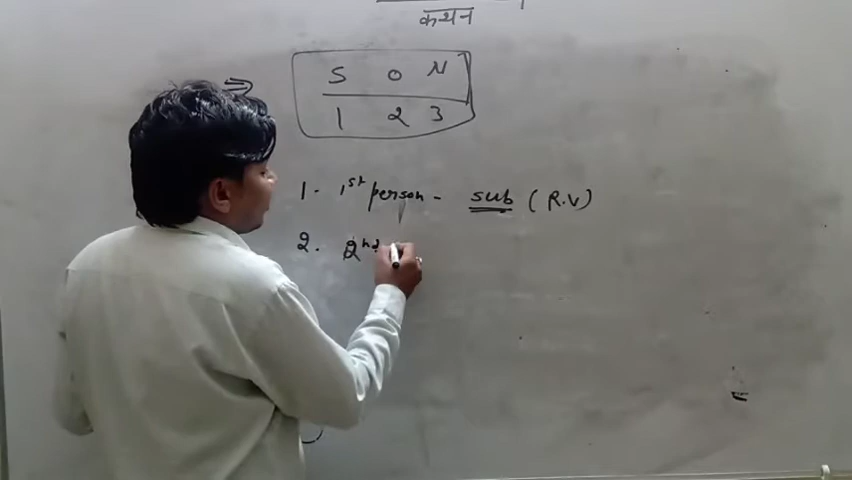 कथन
S O N
1 2 3
1. 1st person - sub (R.V)
2. 2nd